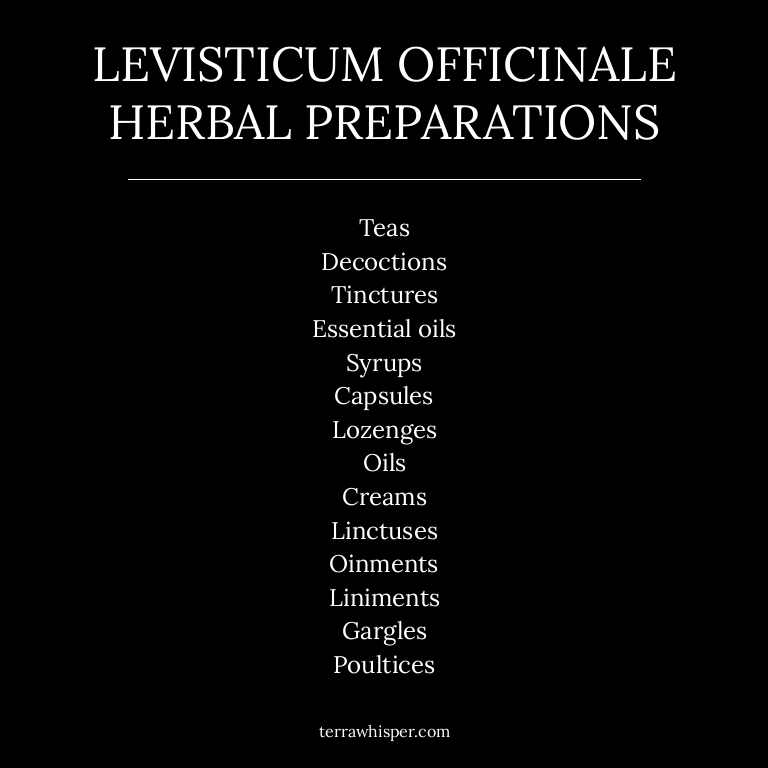 LEVISTICUM OFFICINALE
HERBAL PREPARATIONS
Teas
Decoctions
Tinctures
Essential oils
Syrups
Capsules
Lozenges
Oils
Creams
Linctuses
Oinments
Liniments
Gargles
Poultices
terrawhisper.com